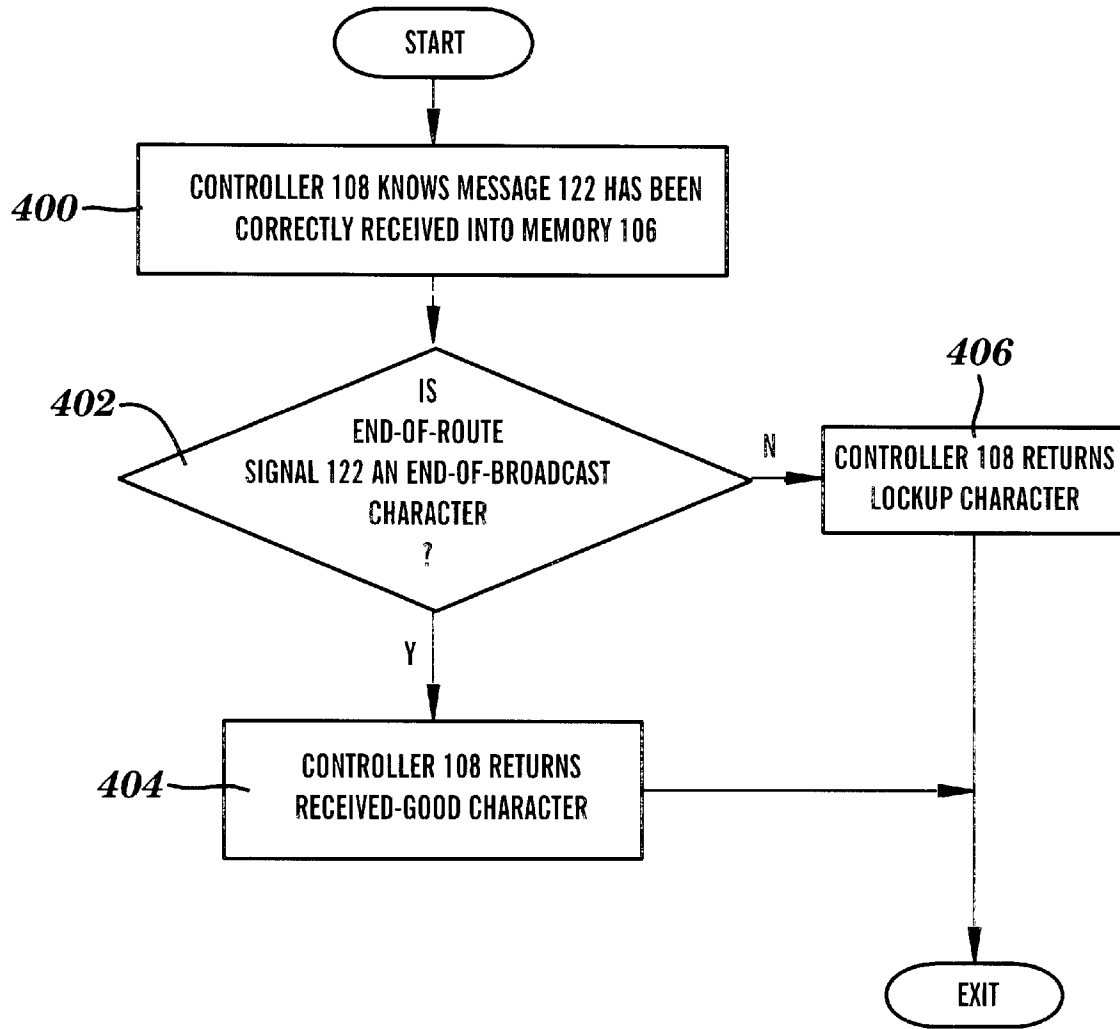 START
400
CONTROLLER 108 KNOWS MESSAGE 122 HAS BEEN
CORRECTLY RECEIVED INTO MEMORY 106
402
IS
END-OF-ROUTE
SIGNAL 122 AN END-OF-BROADCAST
CHARACTER
?
N
406
CONTROLLER 108 RETURNS
LOCKUP CHARACTER
Y
404
CONTROLLER 108 RETURNS
RECEIVED-GOOD CHARACTER
EXIT